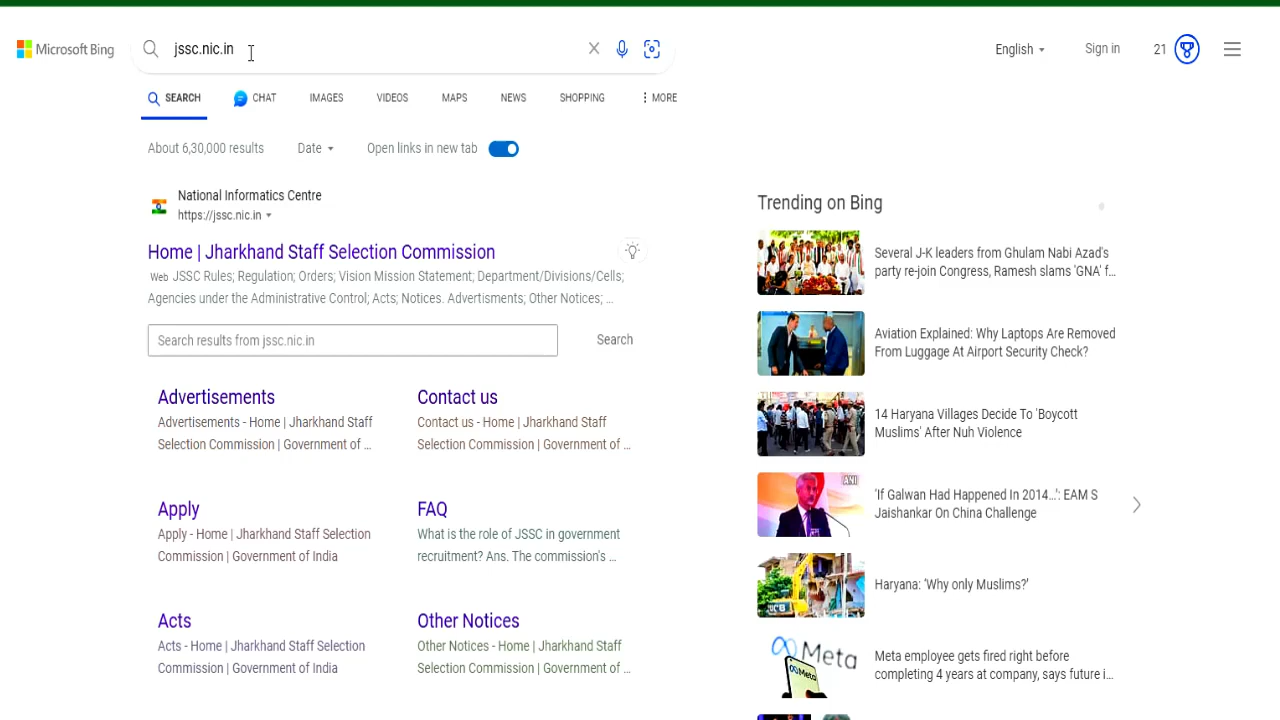 Microsoft Bing
jssc.nic.in
English
Sign in
21
SEARCH
CHAT
IMAGES
VIDEOS
MAPS
NEWS
SHOPPING
MORE
About 6,30,000 results
Date
Open links in new tab
National Informatics Centre
https://jssc.nic.in
Home | Jharkhand Staff Selection Commission
Web JSSC Rules; Regulation; Orders; Vision Mission Statement; Department/Divisions/Cells;
Agencies under the Administrative Control; Acts; Notices. Advertisments; Other Notices; ...
Search results from jssc.nic.in
Search
Advertisements
Advertisements - Home | Jharkhand Staff
Selection Commission | Government of ...
Contact us
Contact us - Home | Jharkhand Staff
Selection Commission | Government of ...
Apply
Apply - Home | Jharkhand Staff Selection
Commission | Government of India
FAQ
What is the role of JSSC in government
recruitment? Ans. The commission's ...
Acts
Acts - Home | Jharkhand Staff Selection
Commission | Government of India
Other Notices
Other Notices - Home | Jharkhand Staff
Selection Commission | Government of ...
Trending on Bing
Several J-K leaders from Ghulam Nabi Azad's
party re-join Congress, Ramesh slams 'GNA' f...
Aviation Explained: Why Laptops Are Removed
From Luggage At Airport Security Check?
14 Haryana Villages Decide To 'Boycott
Muslims' After Nuh Violence
ANI
'If Galwan Had Happened In 2014...': EAM S
Jaishankar On China Challenge
Haryana: 'Why only Muslims?'
Meta
Meta
Meta employee gets fired right before
completing 4 years at company, says future i...